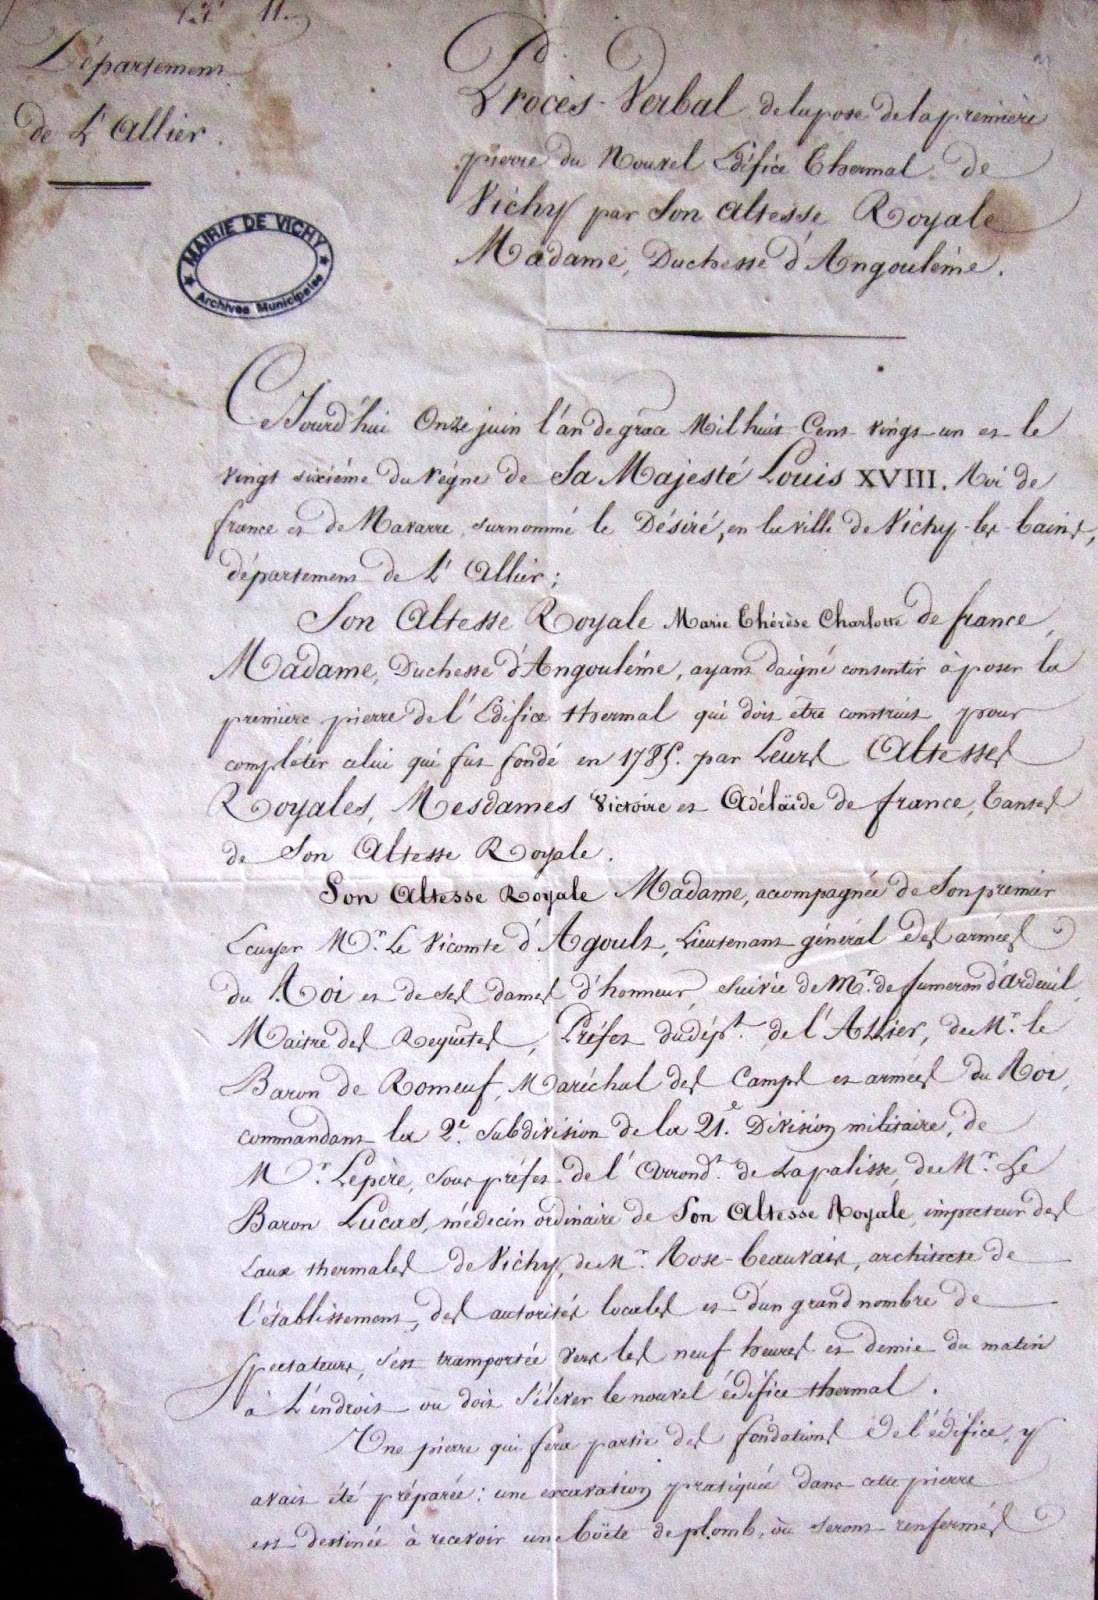 11.
Département
de L'Allier.
MAIRIE DE VICHY
Archives Municipales
Procès-Verbal de la pose de la première
pierre du Nouvel Edifice Thermal de
Vichy par Son Altesse Royale
Madame, Duchesse d'Angoulême.
Cejourd'hui Onze juin l'an de grâce Mil huit Cent vingt-un et le
vingt sixième du règne de Sa Majesté Louis XVIII. Roi de
france et de Navarre, surnommé le Désiré, en la ville de Vichy-les-bains,
département de L'Allier;
Son Altesse Royale Marie Thérèse Charlotte de france,
Madame, Duchesse d'Angoulême, ayant daigné consentir à poser la
première pierre de l'Edifice thermal qui doit être construit pour
compléter celui qui fut fondé en 1785. par Leurs Altesses
Royales, Mesdames Victoire et Adélaïde de france, Tantes
de Son Altesse Royale.
Son Altesse Royale Madame, accompagnée de Son premier
Ecuyer Mr. Le Vicomte d'Agoult, Lieutenant général des armées
du Roi et de ses dames d'honneur, suivie de Mr. de fumeron d'ardeuil,
Maitre des Requêtes, Préfet du dépt. de l'Allier, de Mr. le
Baron de Romeuf, Maréchal des Camps et armées du Roi,
commandant la 2e. Subdivision de la 21e. Division militaire, de
Mr. Lepère, Sous préfet de l'Arrondt. de Lapalisse, de Mr. Le
Baron Lucas, médecin ordinaire de Son Altesse Royale, inspecteur des
Eaux thermales de Vichy, de Mr. Rose-beauvais, architecte de
l'établissement, des autorités locales et d'un grand nombre de
Spectateurs, s'est transportée vers les neuf heures et demie du matin
à L'endroit où doit s'élever le nouvel édifice thermal.
Une pierre qui fera partie des fondations de l'édifice, y
avait été préparée: une excavation pratiquée dans cette pierre
est destinée à recevoir une boëte de plomb, où seront renfermés